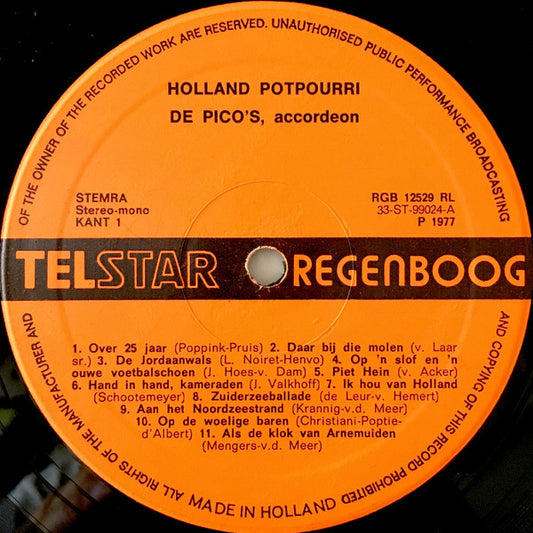 ALL RIGHTS OF THE MANUFACTURER AND OF THE OWNER OF THE RECORDED WORK ARE RESERVED. UNAUTHORISED PUBLIC PERFORMANCE BROADCASTING AND COPYING OF THIS RECORD PROHIBITED
HOLLAND POTPOURRI
DE PICO'S, accordeon
STEMRA
Stereo-mono
KANT 1
RGB 12529 RL
33-ST-99024-A
P 1977
TELSTAR REGENBOOG
1. Over 25 jaar (Poppink-Pruis) 2. Daar bij die molen (v. Laar
sr.) 3. De Jordaanwals (L. Noiret-Henvo) 4. Op 'n slof en 'n
ouwe voetbalschoen (J. Hoes-v. Dam) 5. Piet Hein (v. Acker)
6. Hand in hand, kameraden (J. Valkhoff) 7. Ik hou van Holland
(Schootemeyer) 8. Zuiderzeeballade (de Leur-v. Hemert)
9. Aan het Noordzeestrand (Krannig-v.d. Meer)
10. Op de woelige baren (Christiani-Poptie-
d'Albert) 11. Als de klok van Arnemuiden
(Mengers-v.d. Meer)
MADE IN HOLLAND